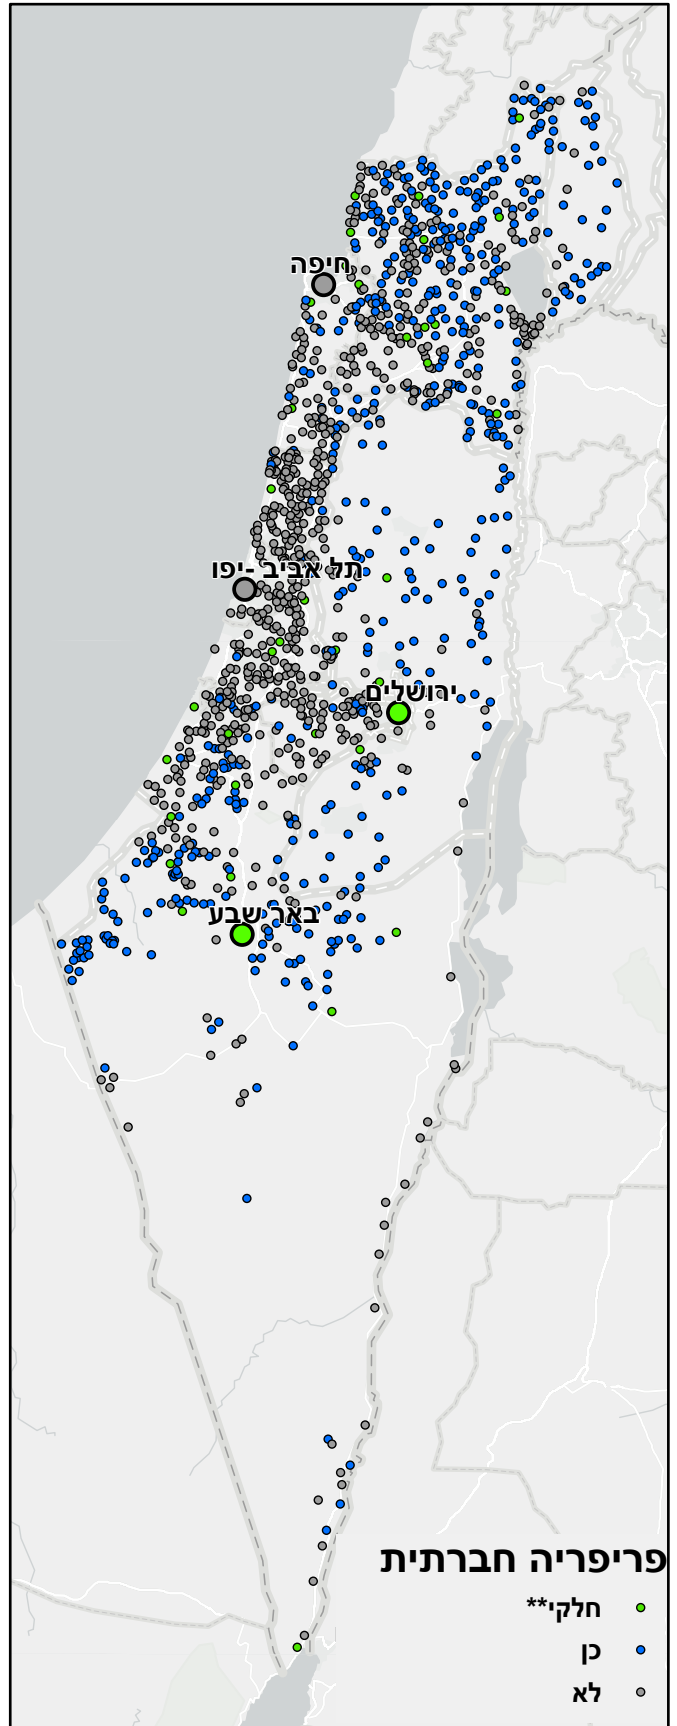 חיפה
תל אביב -יפו
ירושלים
באר שבע
פריפריה חברתית
חלקי**
כן
לא